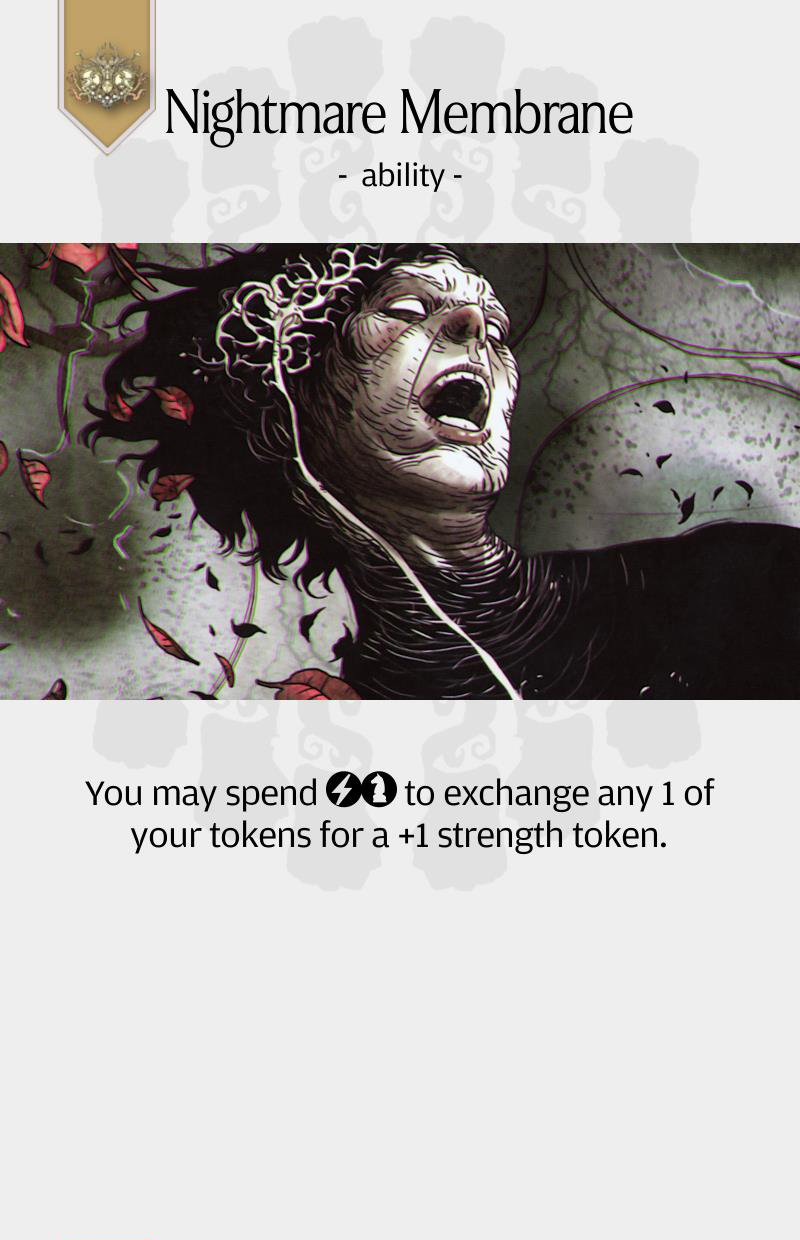 Nightmare Membrane
- ability -
You may spend to exchange any 1 of
your tokens for a +1 strength token.